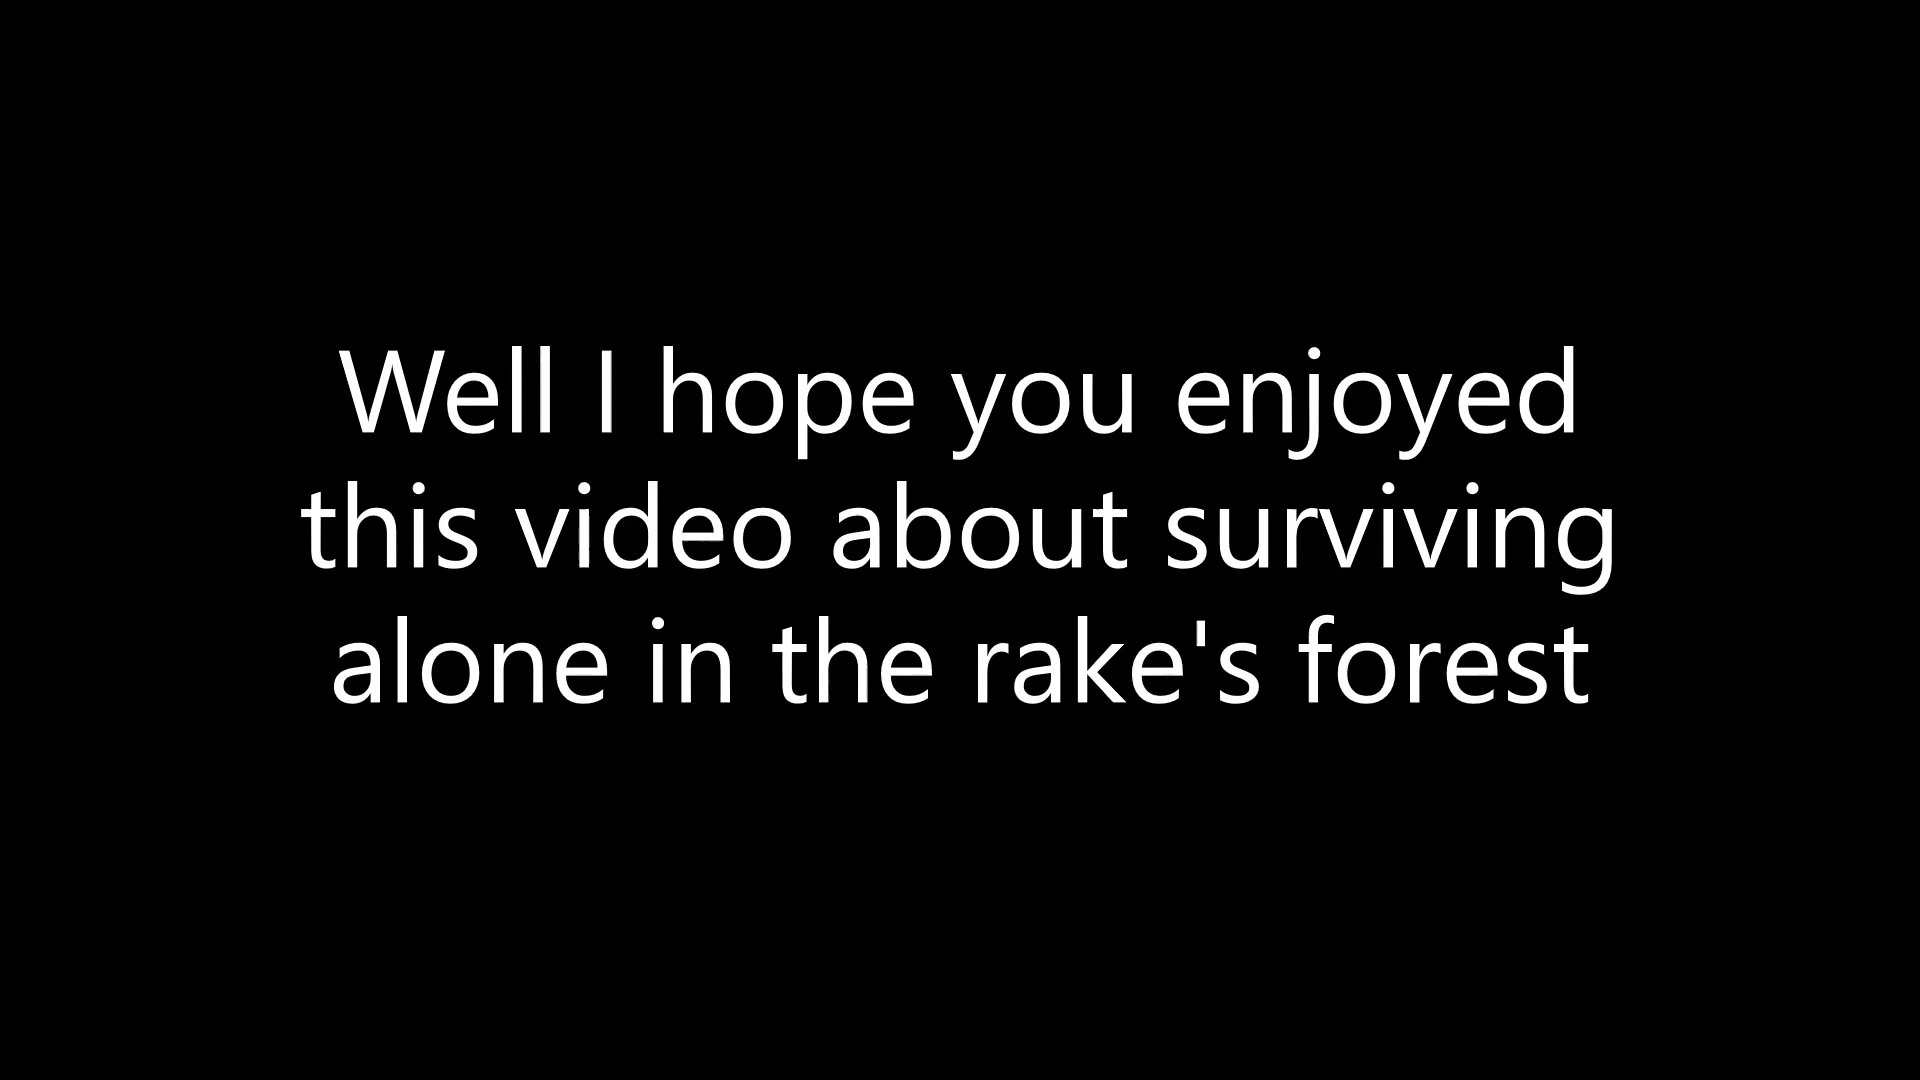 Well I hope you enjoyed
this video about surviving
alone in the rake's forest